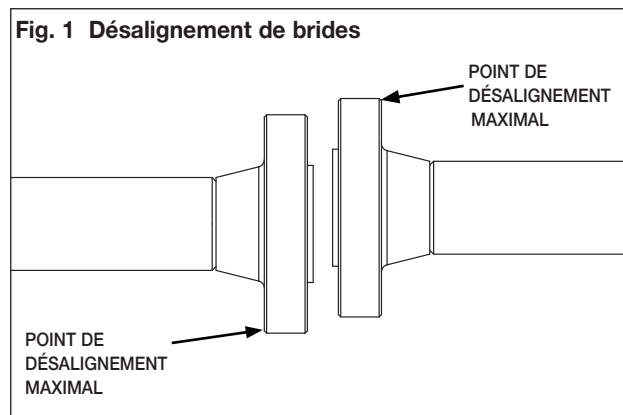 Fig. 1 Désalignement de brides
POINT DE
DÉSALIGNEMENT
MAXIMAL
POINT DE
DÉSALIGNEMENT
MAXIMAL